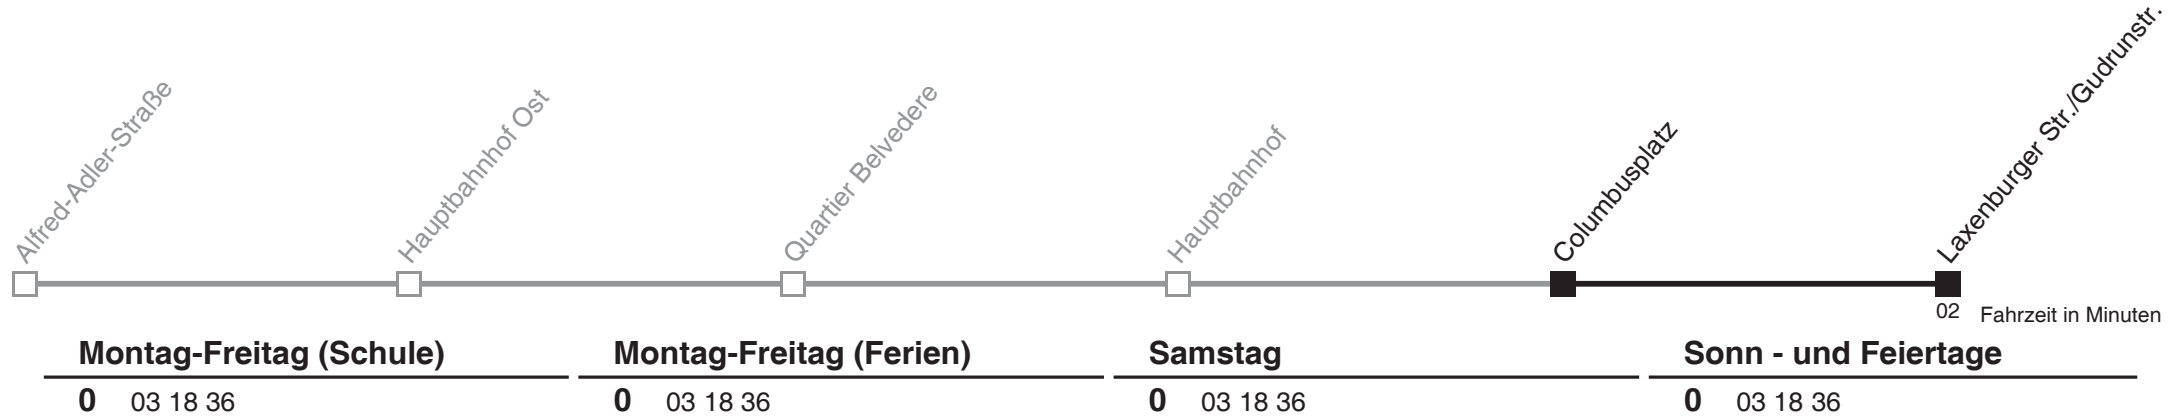 Alfred-Adler-Straße
Hauptbahnhof Ost
Quartier Belvedere
Hauptbahnhof
Columbusplatz
Laxenburger Str./Gudrunstr.
02 Fahrzeit in Minuten
Montag-Freitag (Schule) Montag-Freitag (Ferien) Samstag Sonn - und Feiertage
0 03 18 36 0 03 18 36 0 03 18 36 0 03 18 36